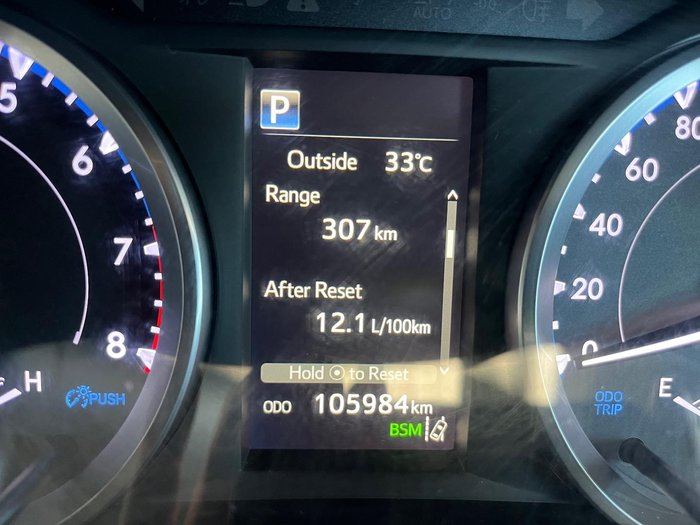 AUTO
P
Outside 33°C
Range
307 km
After Reset
12.1 L/100km
Hold ⦿ to Reset
ODO 105984 km
BSM
5
6
7
8
H
PUSH
80
60
40
20
0
E
ODO
TRIP